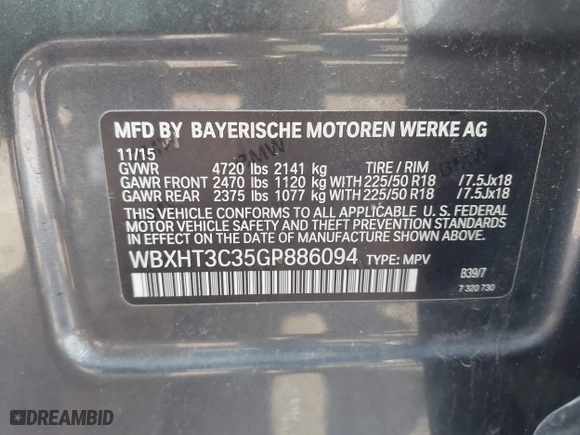 MFD BY BAYERISCHE MOTOREN WERKE AG
11/15
GVWR 4720 lbs 2141 kg TIRE / RIM
GAWR FRONT 2470 lbs 1120 kg WITH 225/50 R18 /7.5Jx18
GAWR REAR 2375 lbs 1077 kg WITH 225/50 R18 /7.5Jx18
THIS VEHICLE CONFORMS TO ALL APPLICABLE U. S. FEDERAL
MOTOR VEHICLE SAFETY, BUMPER, AND THEFT PREVENTION
STANDARDS IN EFFECT ON THE DATE OF MANUFACTURE SHOWN ABOVE.
WBXHT3C35GP886094 TYPE: MPV
B39/7
7 320 730
DREAMBID